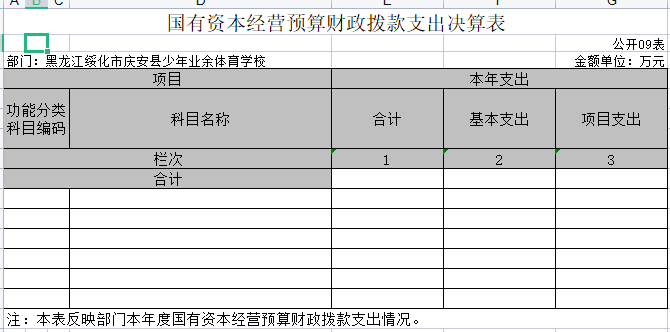 A B C D E F G
国有资本经营预算财政拨款支出决算表
公开09表
部门：黑龙江绥化市庆安县少年业余体育学校 金额单位：万元
项目 本年支出
功能分类
科目编码 科目名称 合计 基本支出 项目支出
栏次 1 2 3
合计
注：本表反映部门本年度国有资本经营预算财政拨款支出情况。